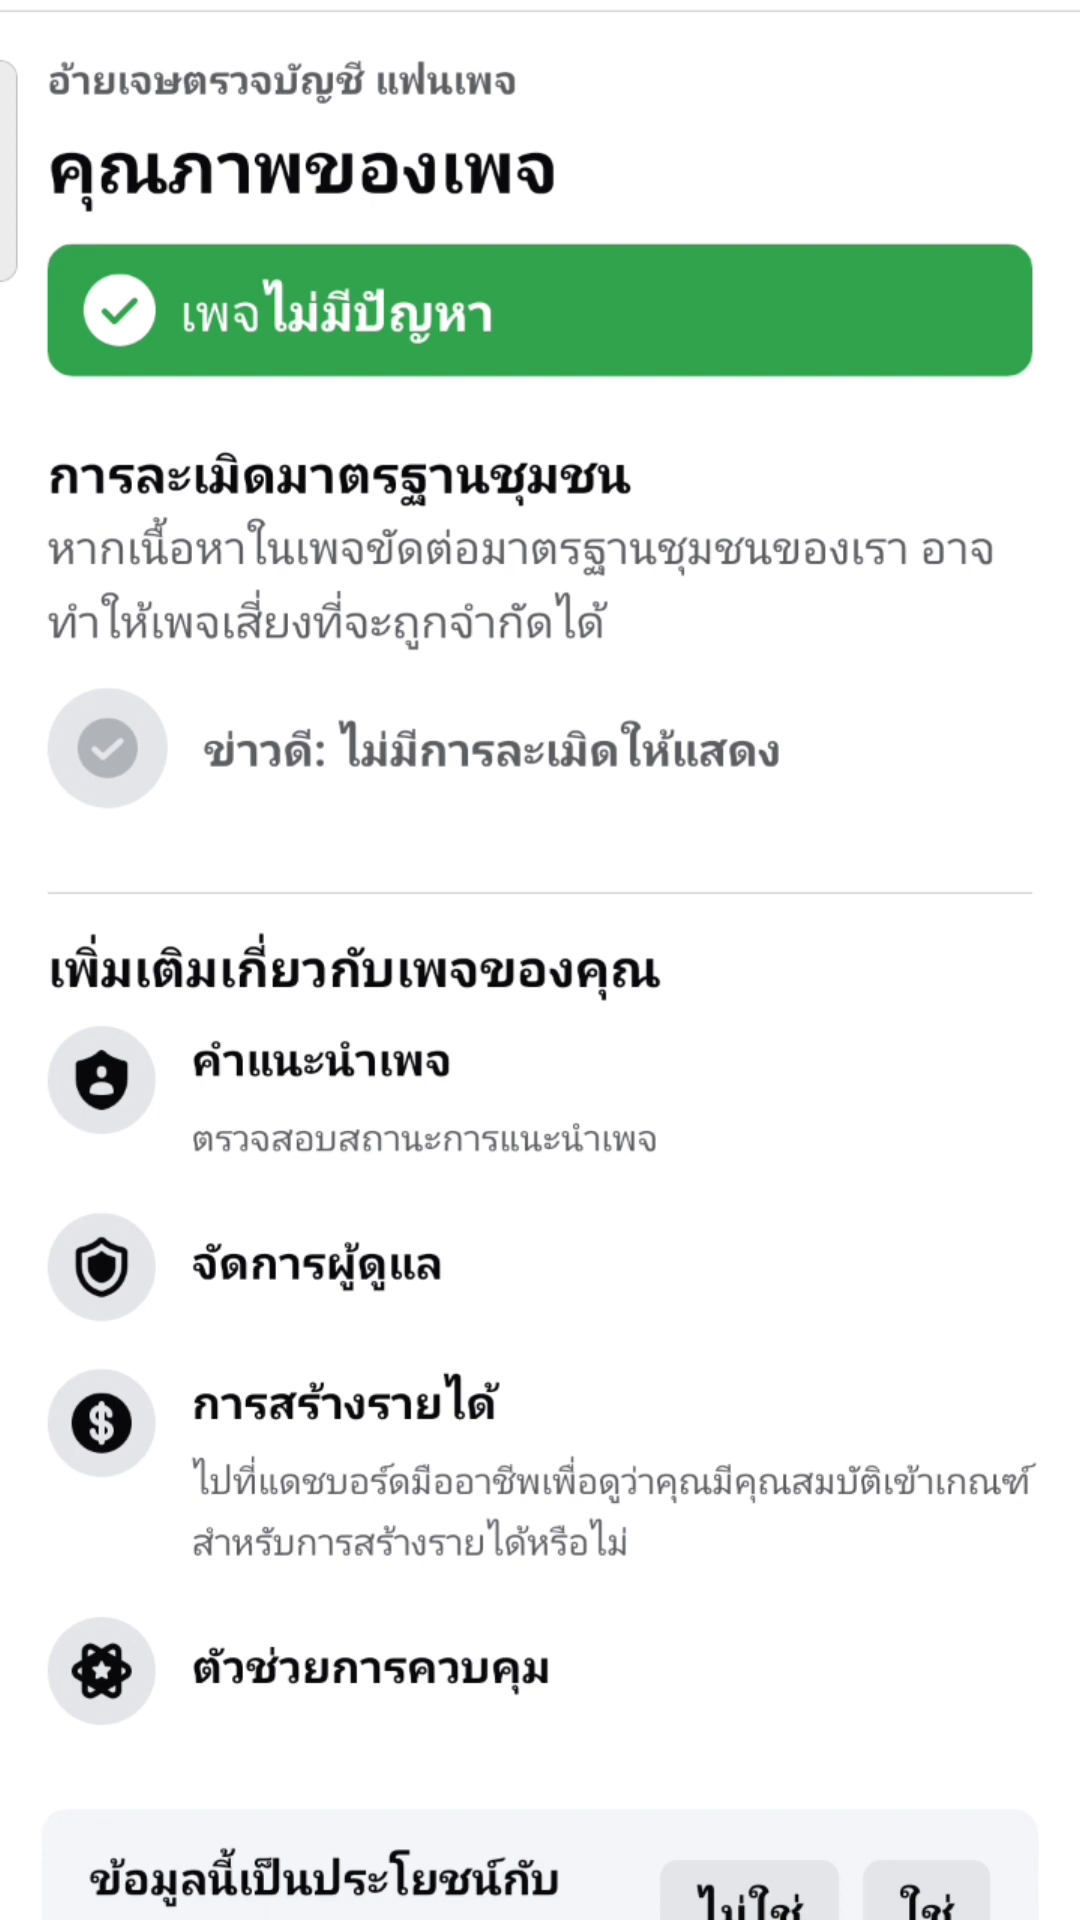 อ้ายเจษตรวจบัญชี แฟนเพจ
คุณภาพของเพจ
เพจไม่มีปัญหา
การละเมิดมาตรฐานชุมชน
หากเนื้อหาในเพจขัดต่อมาตรฐานชุมชนของเรา อาจ
ทำให้เพจเสี่ยงที่จะถูกจำกัดได้
ข่าวดี: ไม่มีการละเมิดให้แสดง
เพิ่มเติมเกี่ยวกับเพจของคุณ
คำแนะนำเพจ
ตรวจสอบสถานะการแนะนำเพจ
จัดการผู้ดูแล
การสร้างรายได้
ไปที่แดชบอร์ดมืออาชีพเพื่อดูว่าคุณมีคุณสมบัติเข้าเกณฑ์
สำหรับการสร้างรายได้หรือไม่
ตัวช่วยการควบคุม
ข้อมูลนี้เป็นประโยชน์กับ
ไม่ใช่ ใช่